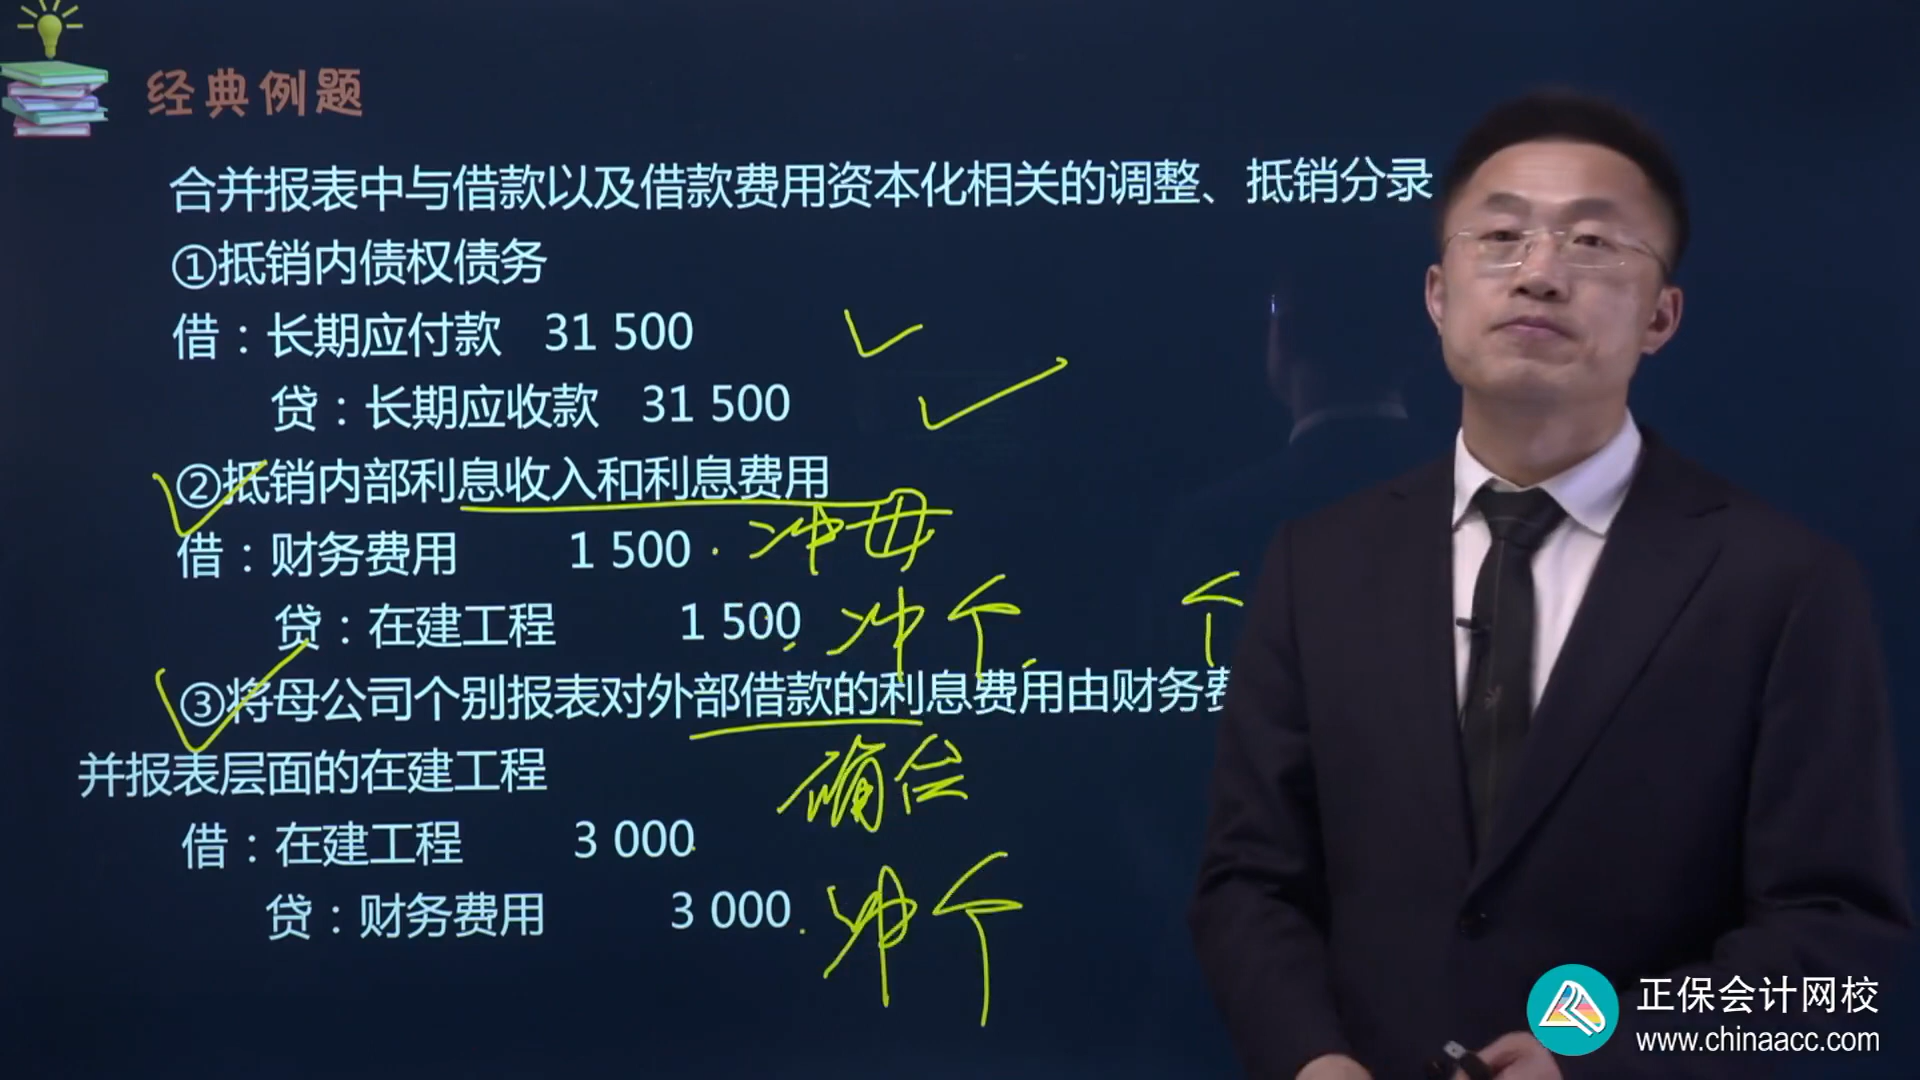 经典例题
合并报表中与借款以及借款费用资本化相关的调整、抵销分录
①抵销内债权债务
借：长期应付款 31 500
贷：长期应收款 31 500
②抵销内部利息收入和利息费用
借：财务费用 1 500 冲母
贷：在建工程 1 500 冲个 个
③将母公司个别报表对外部借款的利息费用由财务费
并报表层面的在建工程
确合
借：在建工程 3 000
贷：财务费用 3 000 冲个
正保会计网校
www.chinaacc.com